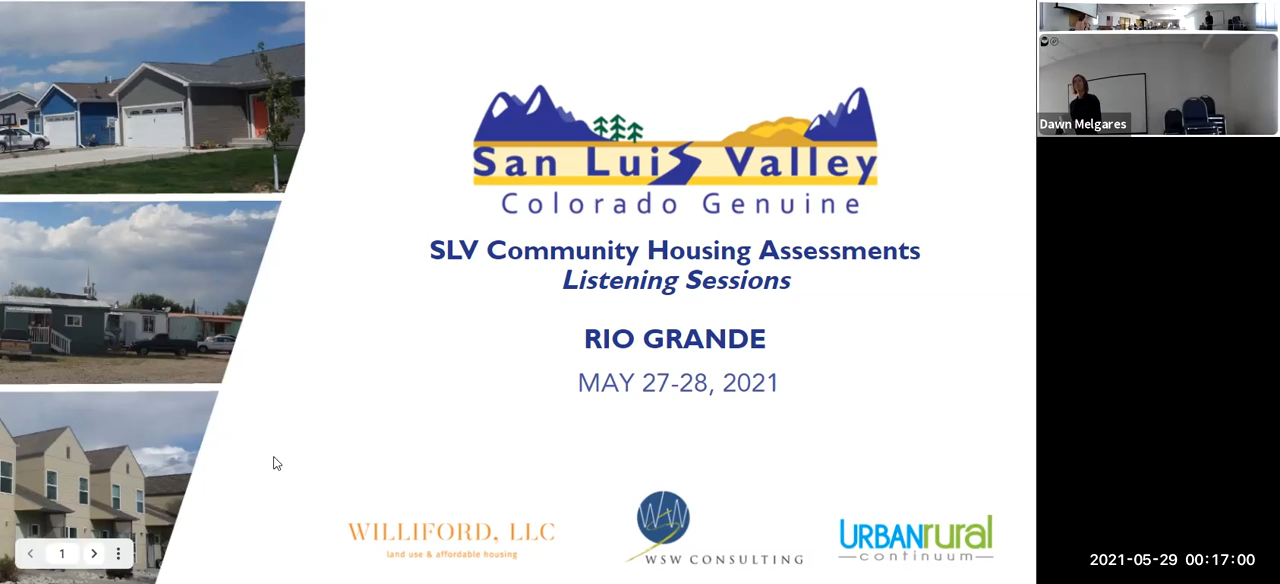 San Luis Valley
Colorado Genuine
SLV Community Housing Assessments
Listening Sessions
RIO GRANDE
MAY 27-28, 2021
WILLIFORD, LLC
land use & affordable housing
WSW
WSW CONSULTING
URBANrural
continuum
1
Dawn Melgares
2021-05-29 00:17:00